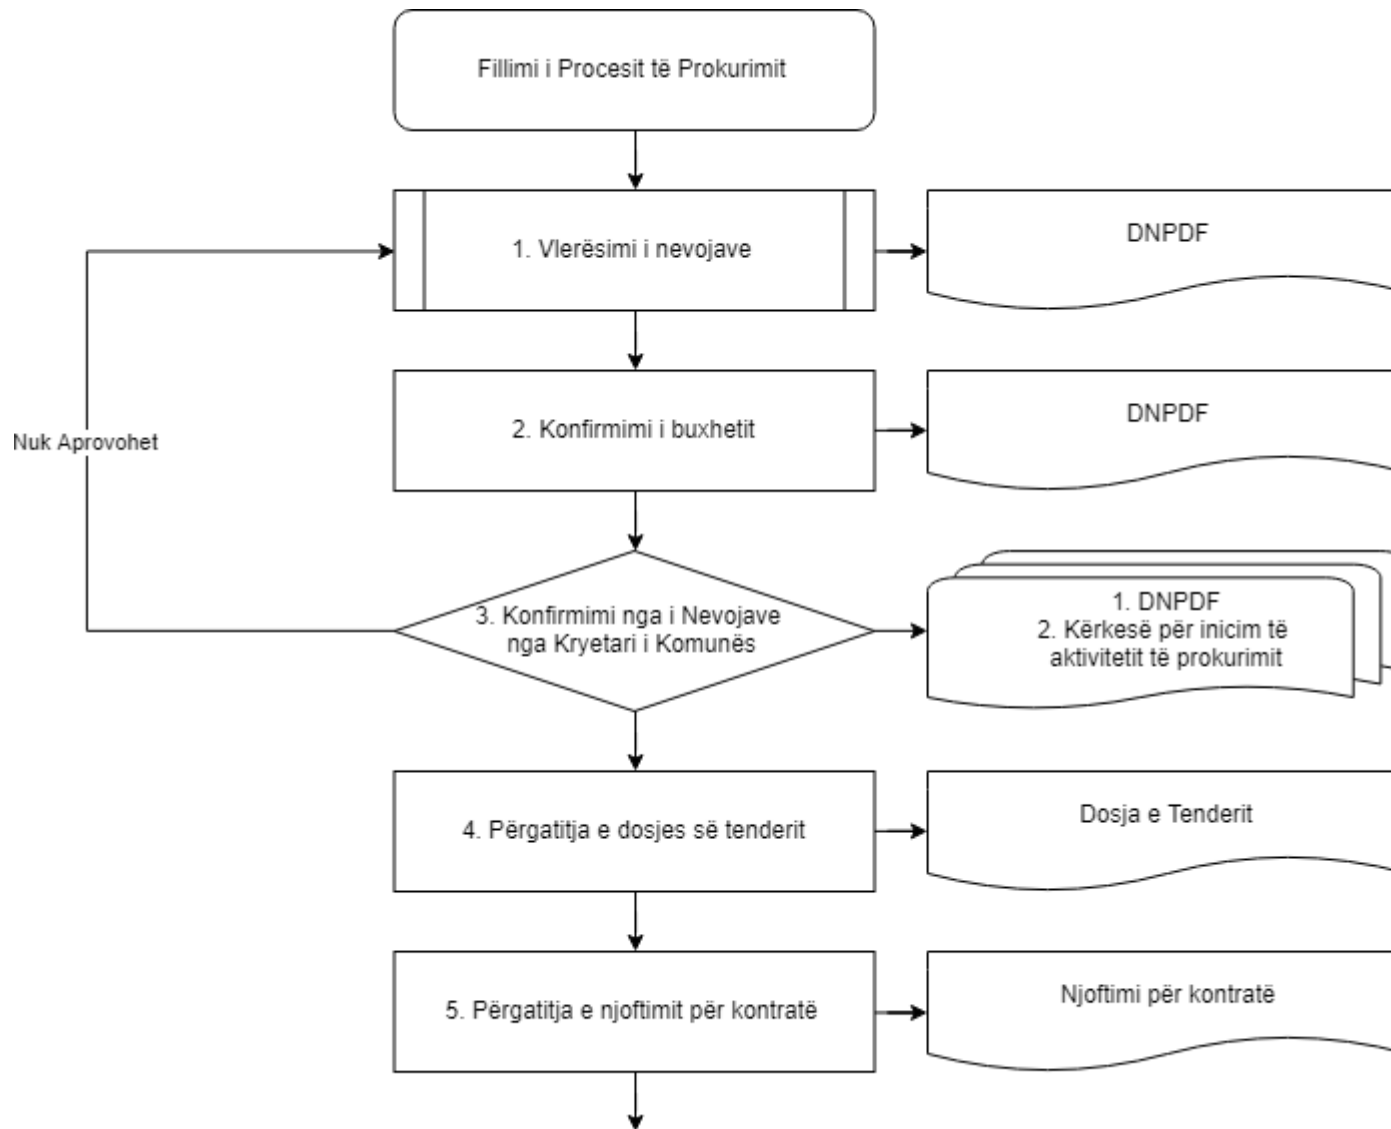 Fillimi i Procesit të Prokurimit
1. Vlerësimi i nevojave
DNPDF
2. Konfirmimi i buxhetit
DNPDF
Nuk Aprovohet
3. Konfirmimi nga i Nevojave
nga Kryetari i Komunës
1. DNPDF
2. Kërkesë për inicim të
aktivitetit të prokurimit
4. Përgatitja e dosjes së tenderit
Dosja e Tenderit
5. Përgatitja e njoftimit për kontratë
Njoftimi për kontratë